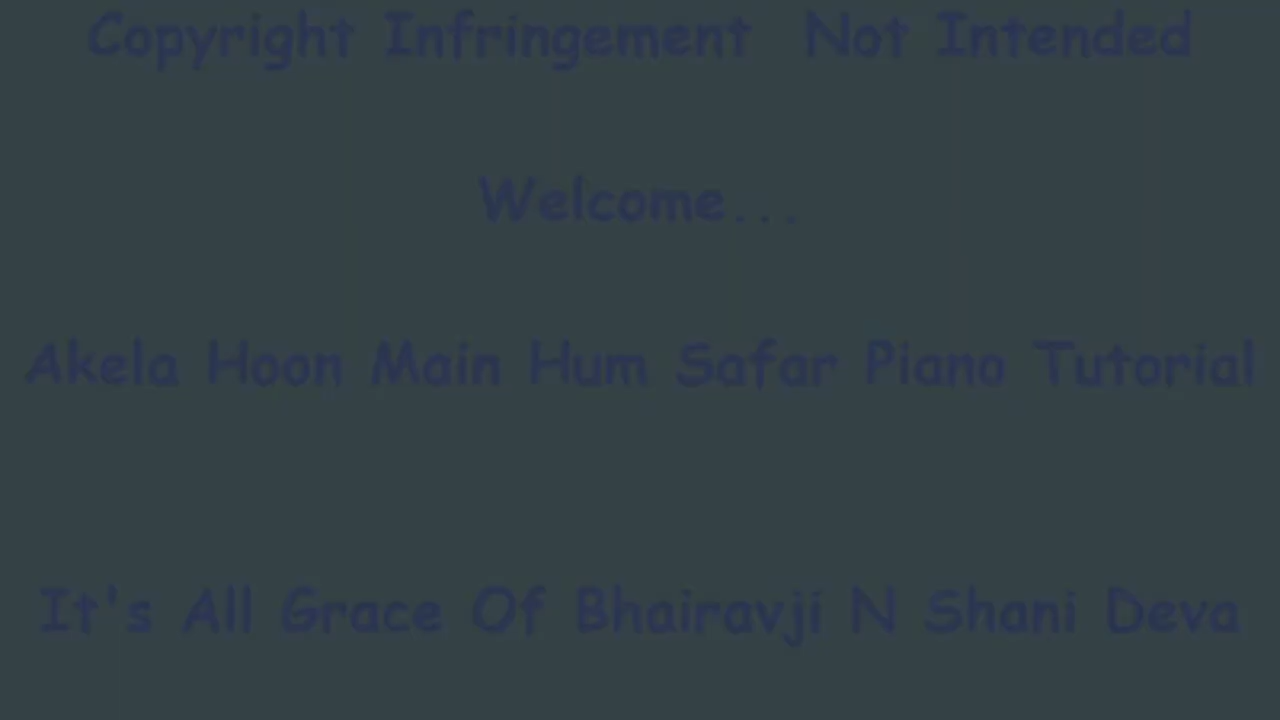 Copyright Infringement Not Intended
Welcome...
Akela Hoon Main Hum Safar Piano Tutorial
It's All Grace Of Bhairavji N Shani Deva